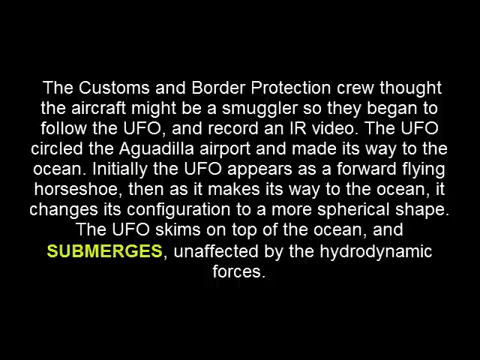 The Customs and Border Protection crew thought
the aircraft might be a smuggler so they began to
follow the UFO, and record an IR video. The UFO
circled the Aguadilla airport and made its way to the
ocean. Initially the UFO appears as a forward flying
horseshoe, then as it makes its way to the ocean, it
changes its configuration to a more spherical shape.
The UFO skims on top of the ocean, and
SUBMERGES, unaffected by the hydrodynamic
forces.